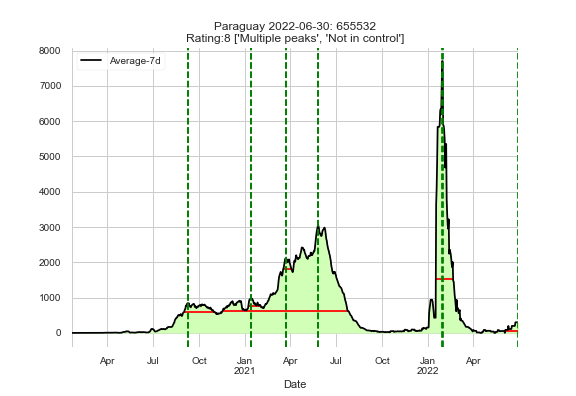 Paraguay 2022-06-30: 655532
Rating:8 ['Multiple peaks', 'Not in control']
Average-7d
8000
7000
6000
5000
4000
3000
2000
1000
0
Apr Jul Oct Jan Apr Jul Oct Jan Apr
2021 2022
Date